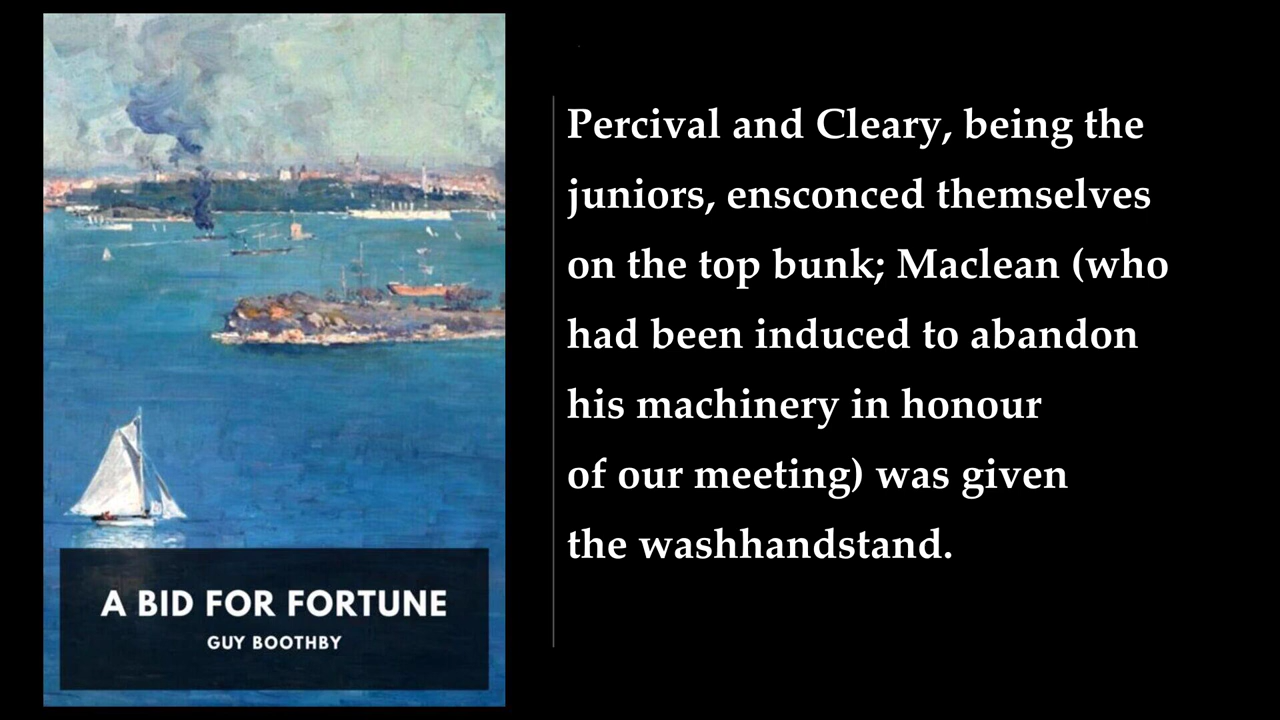 A BID FOR FORTUNE
GUY BOOTHBY
Percival and Cleary, being the
juniors, ensconced themselves
on the top bunk; Maclean (who
had been induced to abandon
his machinery in honour
of our meeting) was given
the washhandstand.